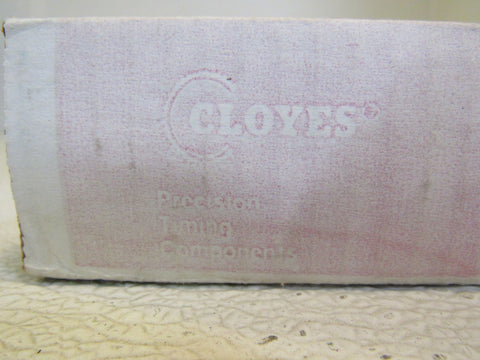 CLOYES®
Precision
Timing
Components